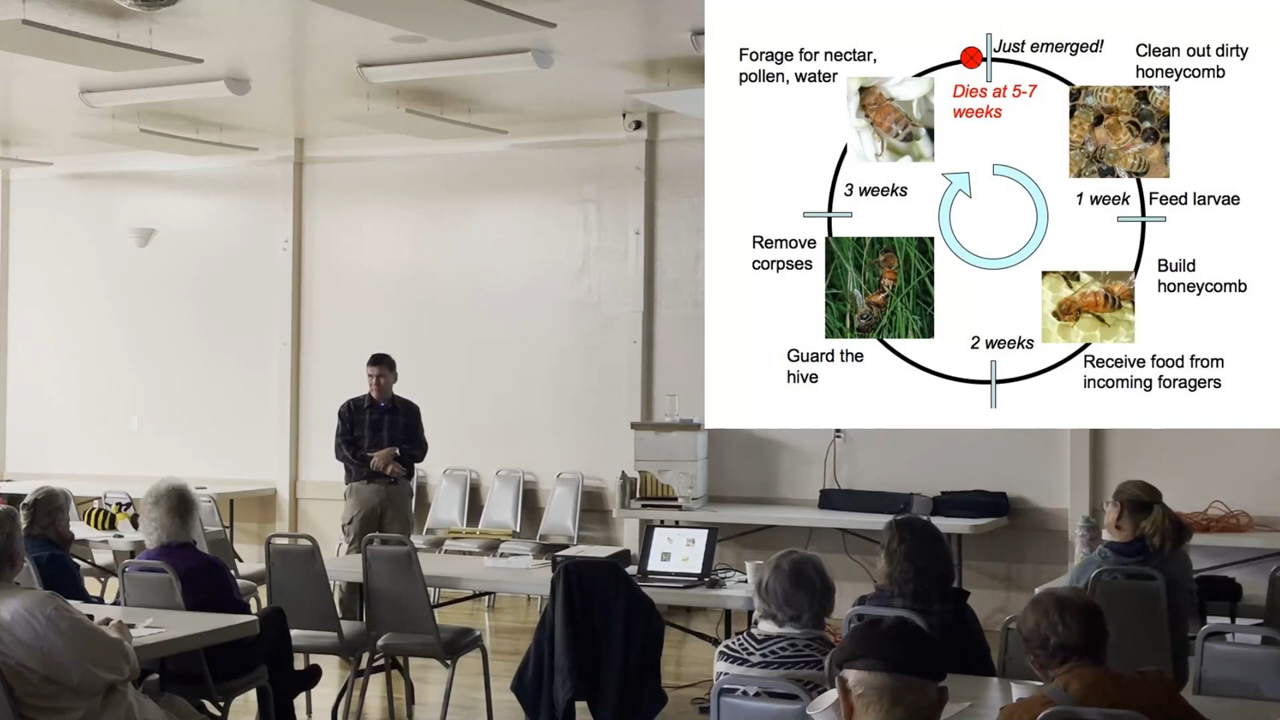 Just emerged!
Dies at 5-7
weeks
Clean out dirty
honeycomb
1 week
Feed larvae
Build
honeycomb
Receive food from
incoming foragers
2 weeks
Guard the
hive
Remove
corpses
3 weeks
Forage for nectar,
pollen, water